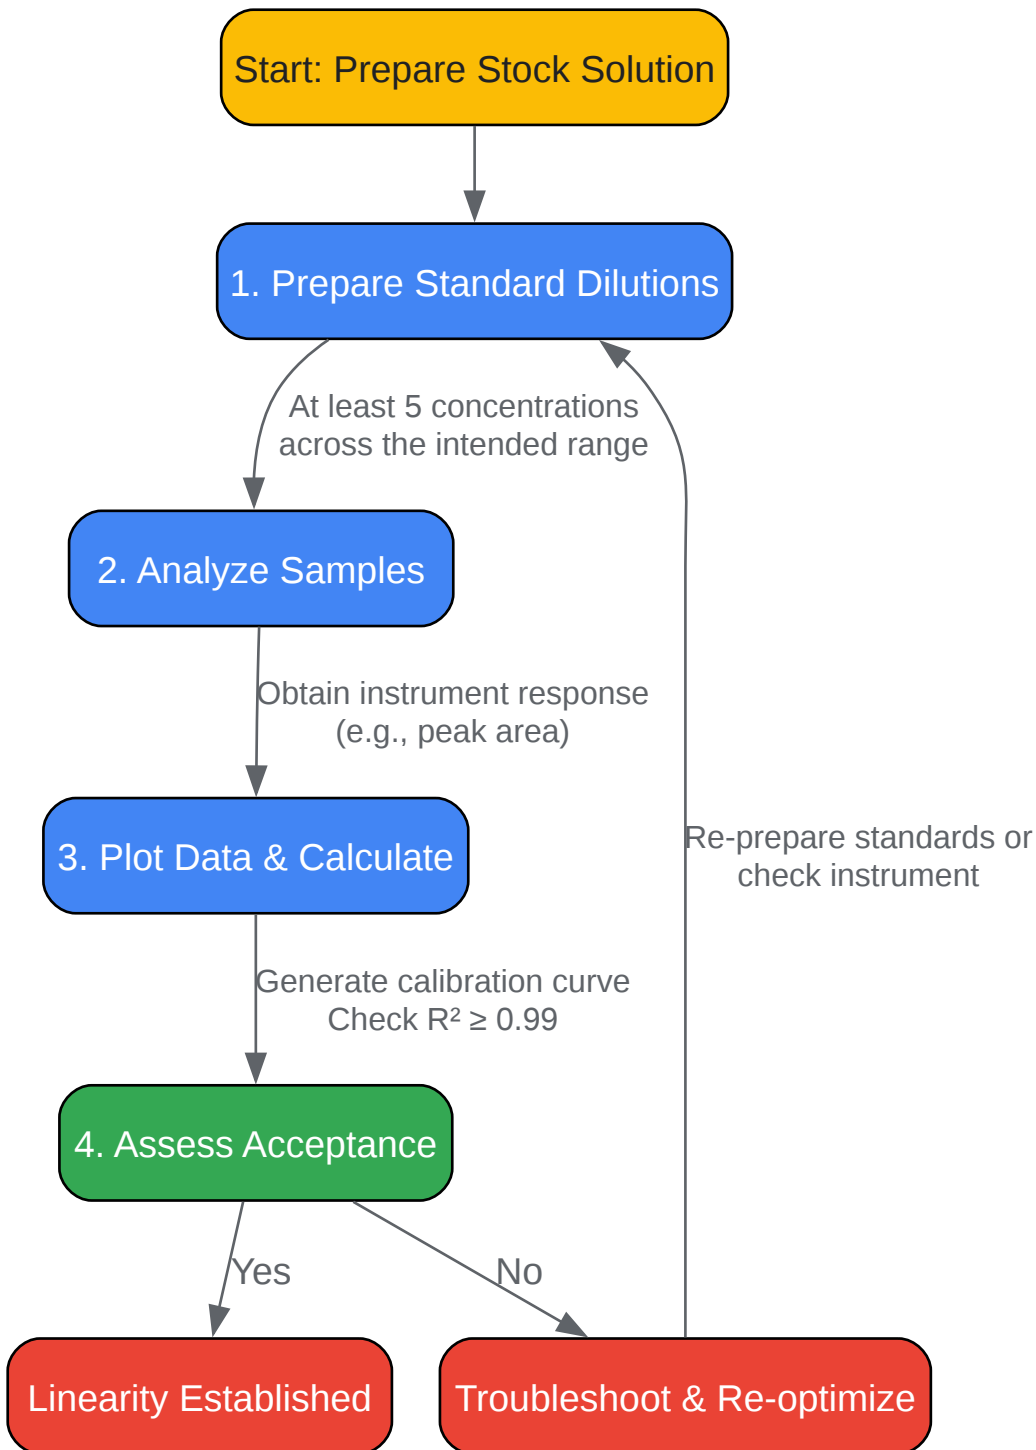 Start: Prepare Stock Solution
1. Prepare Standard Dilutions
At least 5 concentrations
across the intended range
2. Analyze Samples
Obtain instrument response
(e.g., peak area)
3. Plot Data & Calculate
Re-prepare standards or
check instrument
Generate calibration curve
Check R² ≥ 0.99
4. Assess Acceptance
Yes
No
Linearity Established
Troubleshoot & Re-optimize